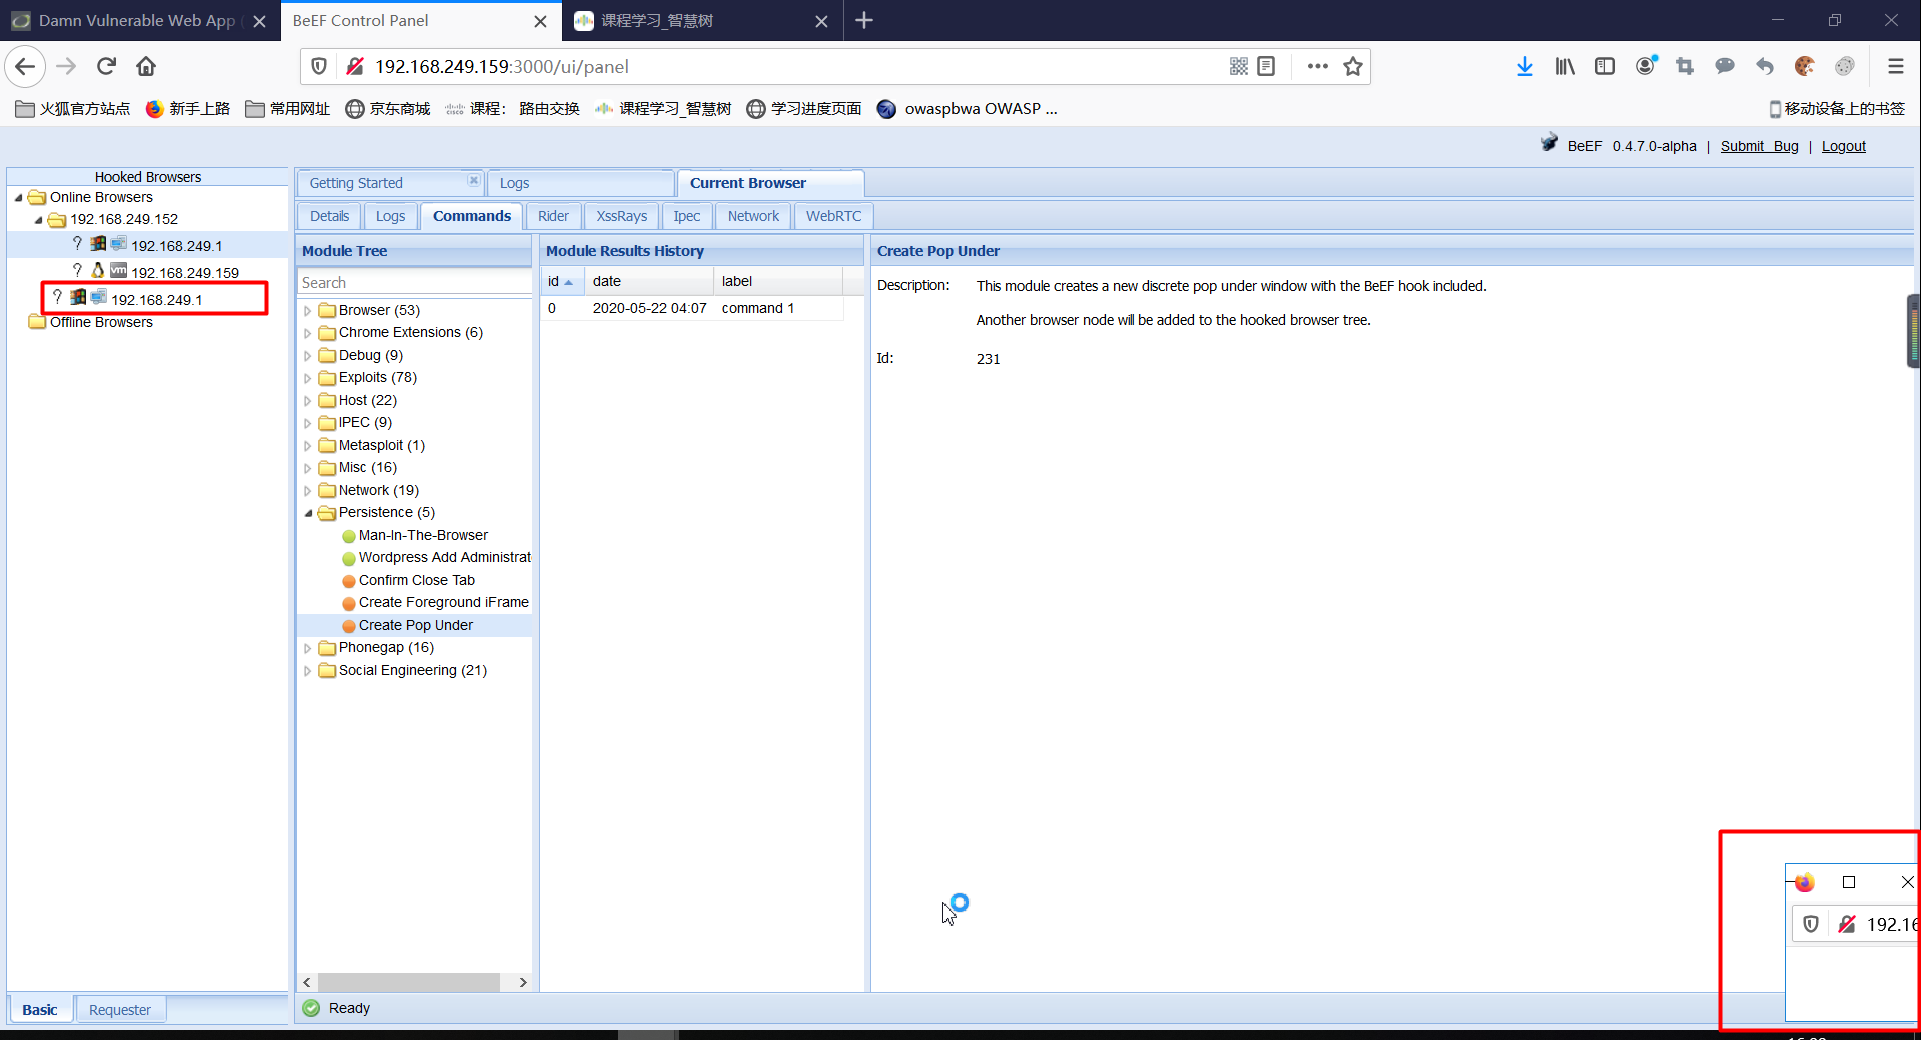 Damn Vulnerable Web App (
BeEF Control Panel
课程学习_智慧树
192.168.249.159:3000/ui/panel
火狐官方站点
新手上路
常用网址
京东商城
课程： 路由交换
课程学习_智慧树
学习进度页面
owaspbwa OWASP ...
移动设备上的书签
BeEF 0.4.7.0-alpha | Submit Bug | Logout
Hooked Browsers
Online Browsers
192.168.249.152
? 192.168.249.1
? vm 192.168.249.159
? 192.168.249.1
Offline Browsers
Basic
Requester
Getting Started
Logs
Current Browser
Details
Logs
Commands
Rider
XssRays
Ipec
Network
WebRTC
Module Tree
Search
Browser (53)
Chrome Extensions (6)
Debug (9)
Exploits (78)
Host (22)
IPEC (9)
Metasploit (1)
Misc (16)
Network (19)
Persistence (5)
Man-In-The-Browser
Wordpress Add Administrat
Confirm Close Tab
Create Foreground iFrame
Create Pop Under
Phonegap (16)
Social Engineering (21)
Module Results History
id date label
0 2020-05-22 04:07 command 1
Create Pop Under
Description: This module creates a new discrete pop under window with the BeEF hook included.
Another browser node will be added to the hooked browser tree.
Id: 231
Ready
192.16